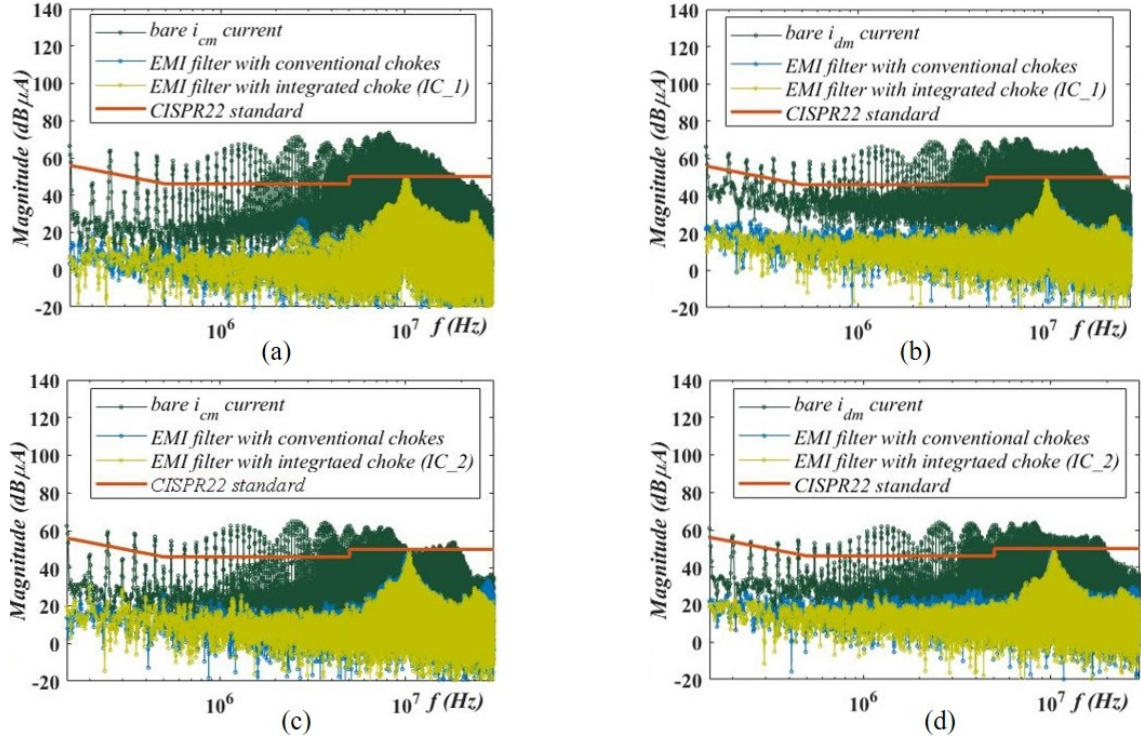 140
120
100
80
60
40
20
0
-20
Magnitude (dBμA)
bare i_cm current
EMI filter with conventional chokes
EMI filter with integrated choke (IC_1)
CISPR22 standard
10^6
10^7
f (Hz)
(a)
140
120
100
80
60
40
20
0
-20
Magnitude (dBμA)
bare i_dm current
EMI filter with conventional chokes
EMI filter with integrated choke (IC_1)
CISPR22 standard
10^6
10^7
f (Hz)
(b)
140
120
100
80
60
40
20
0
-20
Magnitude (dBμA)
bare i_cm current
EMI filter with conventional chokes
EMI filter with integrtaed choke (IC_2)
CISPR22 standard
10^6
10^7
f (Hz)
(c)
140
120
100
80
60
40
20
0
-20
Magnitude (dBμA)
bare i_dm curent
EMI filter with conventional chokes
EMI filter with integrtaed choke (IC_2)
CISPR22 standard
10^6
10^7
f (Hz)
(d)